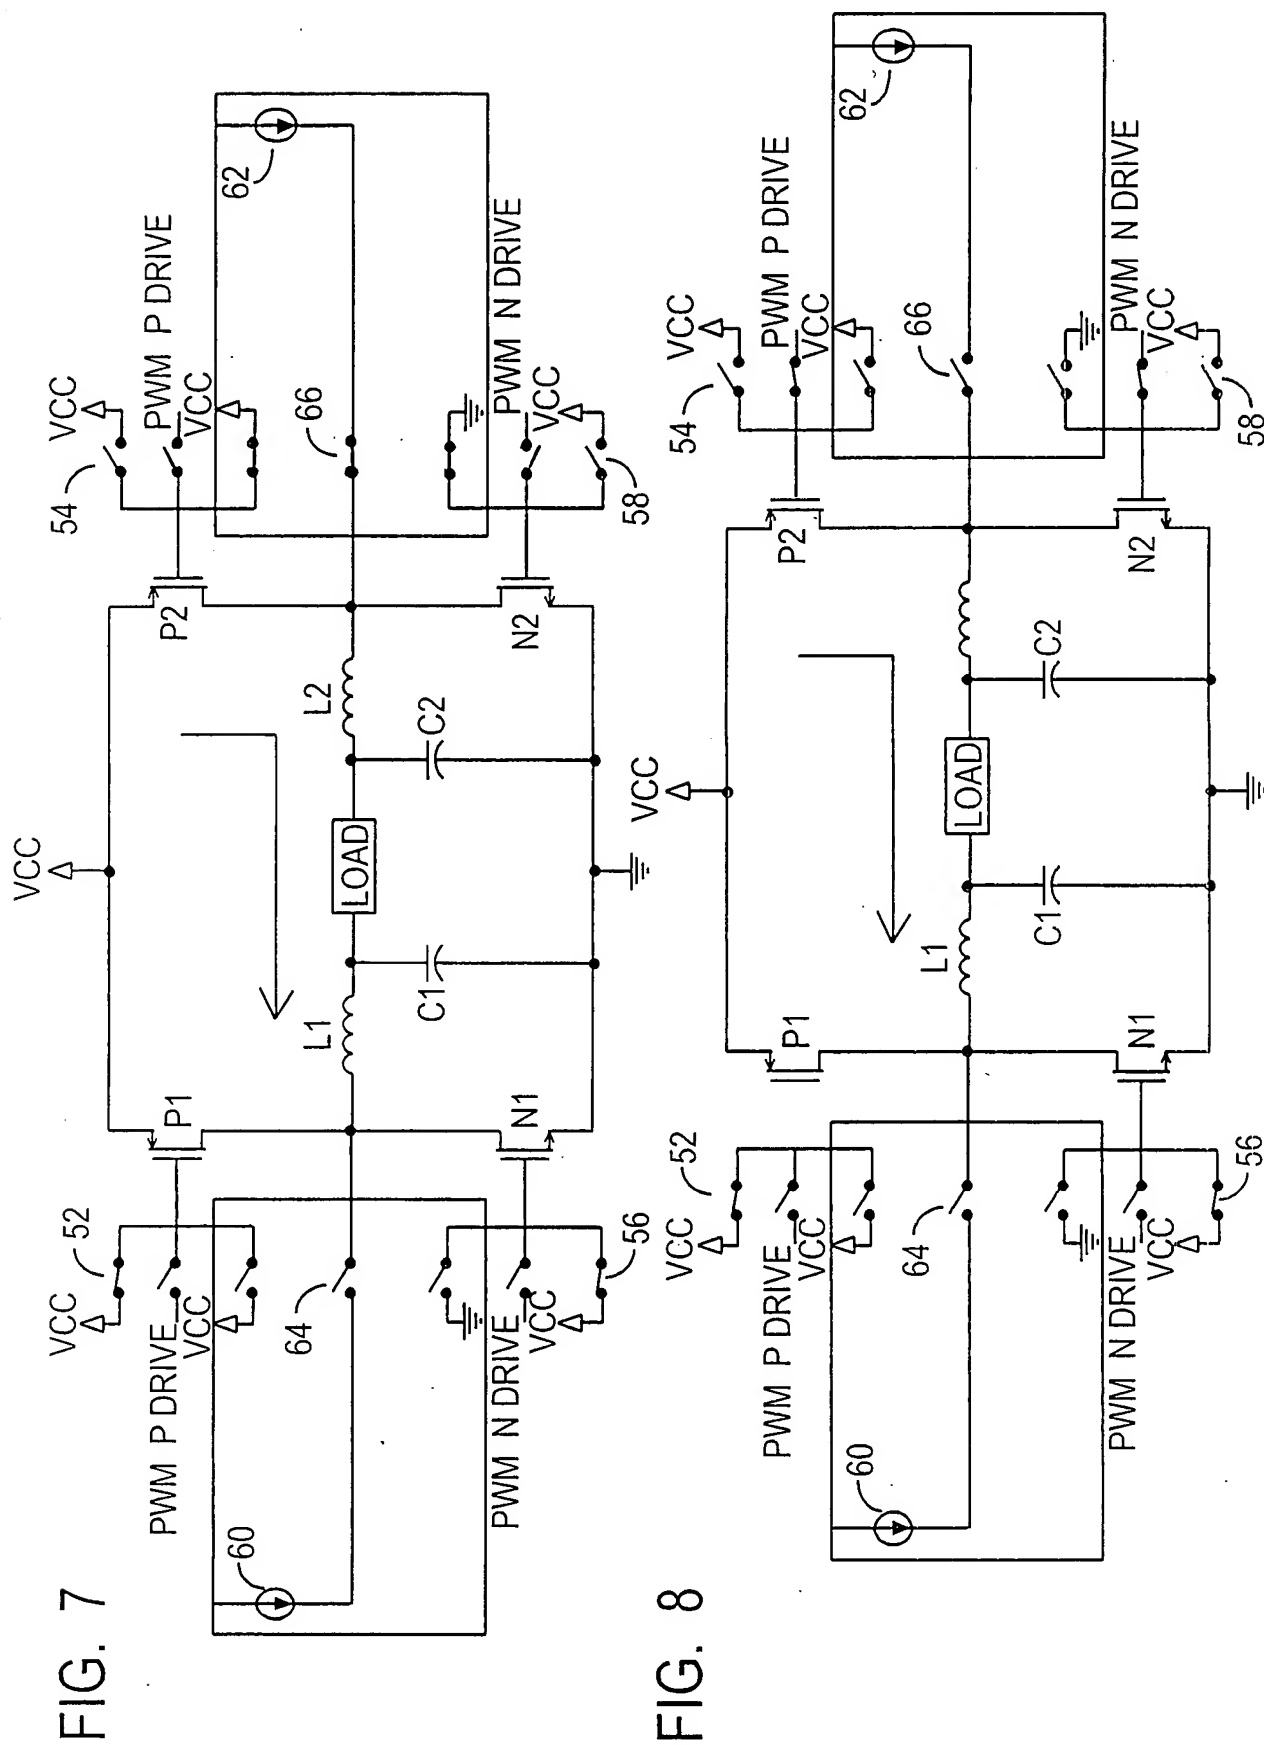 FIG. 7
VCC
VCC
52
PWM P DRIVE
VCC
P1
60
64
L1
LOAD
L2
C1
C2
PWM N DRIVE
VCC
56
N1
VCC
54
PWM P DRIVE
VCC
P2
62
66
PWM N DRIVE
VCC
58
N2
FIG. 8
VCC
VCC
52
PWM P DRIVE
VCC
P1
60
64
L1
LOAD
C1
C2
PWM N DRIVE
VCC
56
N1
VCC
54
PWM P DRIVE
VCC
P2
62
66
PWM N DRIVE
VCC
58
N2